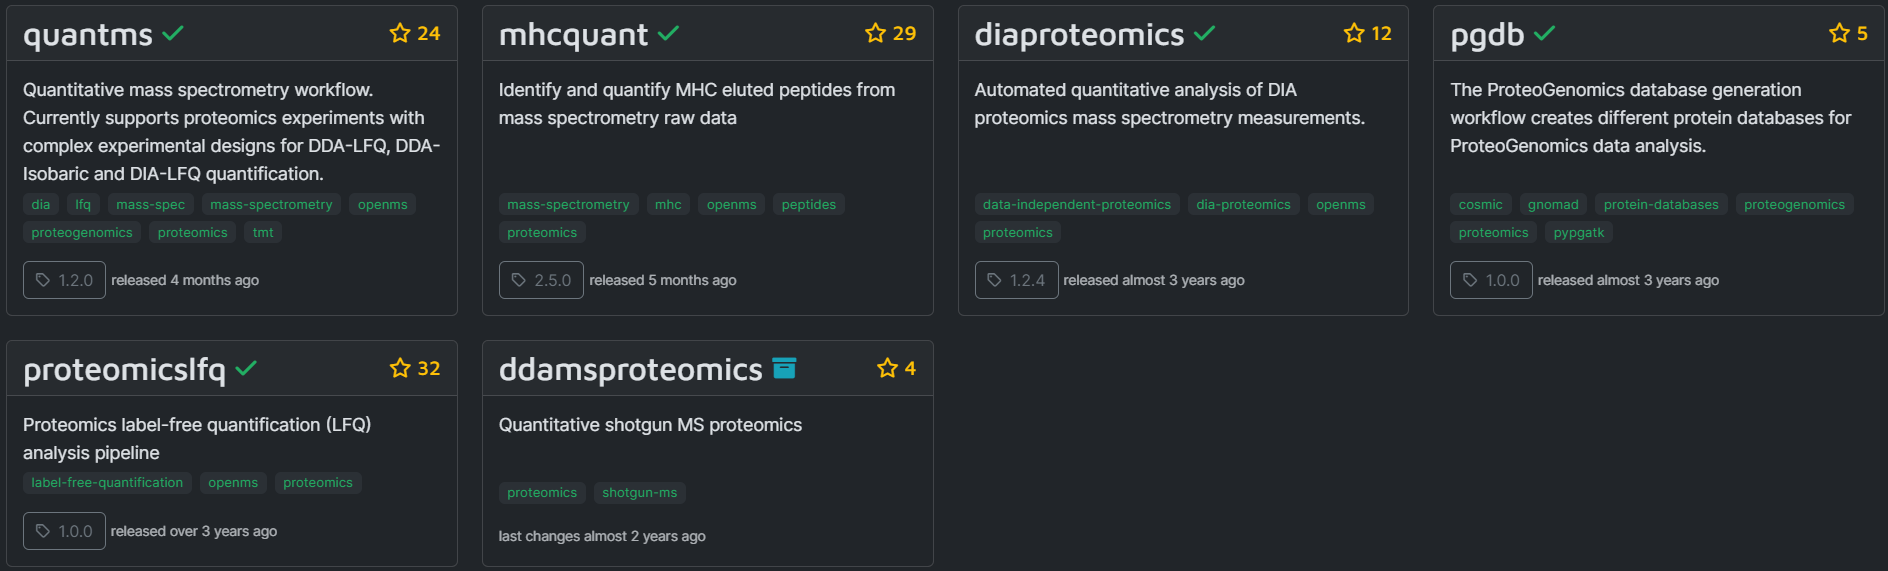 quantms 24
Quantitative mass spectrometry workflow.
Currently supports proteomics experiments with
complex experimental designs for DDA-LFQ, DDA-
Isobaric and DIA-LFQ quantification.
dia lfq mass-spec mass-spectrometry openms
proteogenomics proteomics tmt
1.2.0 released 4 months ago
mhcquant 29
Identify and quantify MHC eluted peptides from
mass spectrometry raw data
mass-spectrometry mhc openms peptides
proteomics
2.5.0 released 5 months ago
diaproteomics 12
Automated quantitative analysis of DIA
proteomics mass spectrometry measurements.
data-independent-proteomics dia-proteomics openms
proteomics
1.2.4 released almost 3 years ago
pgdb 5
The ProteoGenomics database generation
workflow creates different protein databases for
ProteoGenomics data analysis.
cosmic gnomad protein-databases proteogenomics
proteomics pypgatk
1.0.0 released almost 3 years ago
proteomicslfq 32
Proteomics label-free quantification (LFQ)
analysis pipeline
label-free-quantification openms proteomics
1.0.0 released over 3 years ago
ddamsproteomics 4
Quantitative shotgun MS proteomics
proteomics shotgun-ms
last changes almost 2 years ago